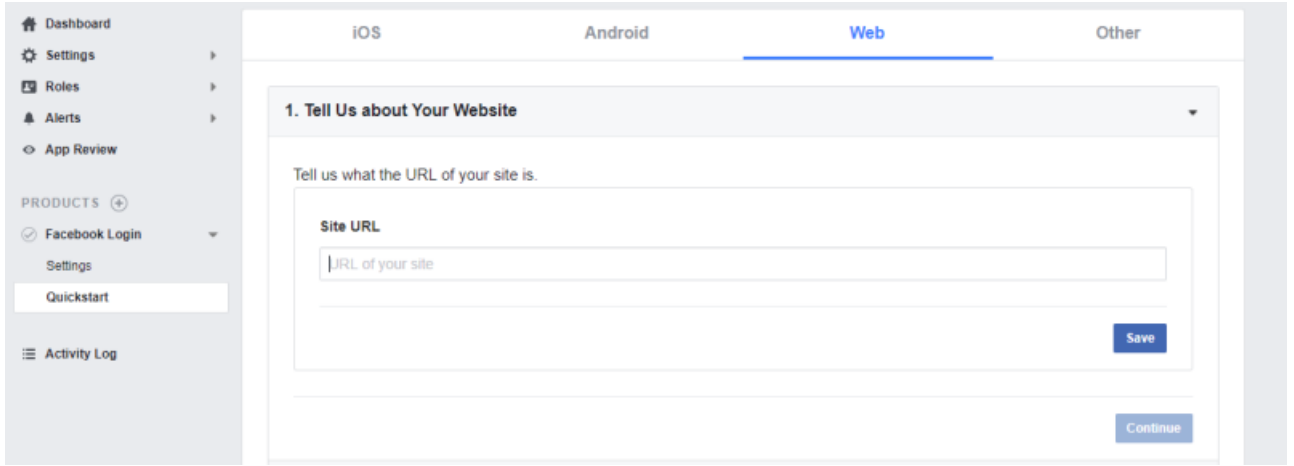 Dashboard
Settings
Roles
Alerts
App Review
PRODUCTS
Facebook Login
Settings
Quickstart
Activity Log
iOS Android Web Other
1. Tell Us about Your Website
Tell us what the URL of your site is.
Site URL
URL of your site
Save
Continue